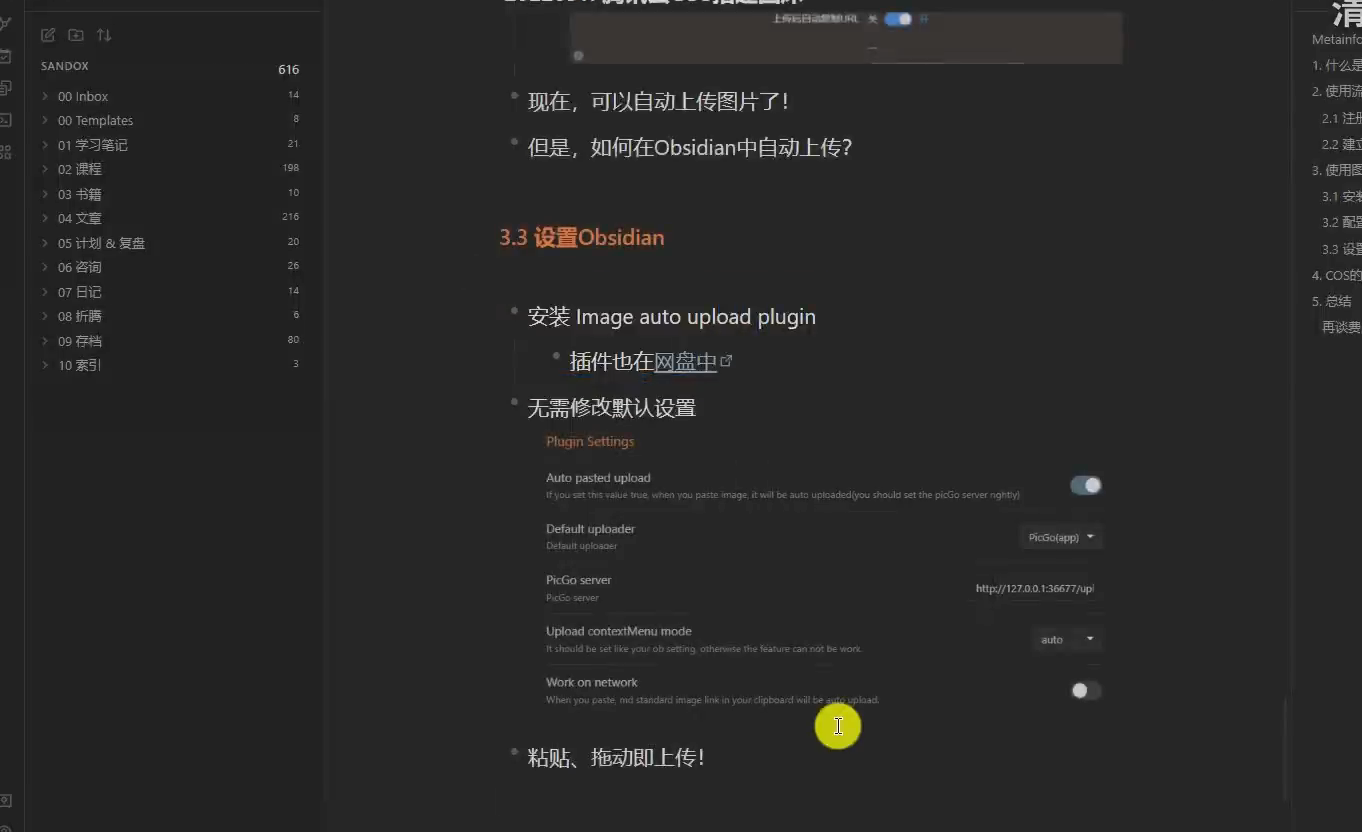 上传后自动缩短URL 关 开
SANDOX
616
00 Inbox 14
00 Templates 8
01 学习笔记 21
02 课程 198
03 书籍 10
04 文章 216
05 计划 & 复盘 20
06 咨询 26
07 日记 14
08 折腾 6
09 存档 80
10 索引 3
现在，可以自动上传图片了！
但是，如何在Obsidian中自动上传？
3.3 设置Obsidian
安装 Image auto upload plugin
插件也在网盘中
无需修改默认设置
Plugin Settings
Auto pasted upload
If you set this value true, when you paste image, it will be auto uploaded(you should set the picGo server rightly)
Default uploader
Default uploader
PicGo(app)
PicGo server
PicGo server
http://127.0.0.1:36677/upl
Upload contextMenu mode
It should be set like your ob setting, otherwise the feature can not be work.
auto
Work on network
When you paste, md standard image link in your clipboard will be auto upload.
粘贴、拖动即上传！
Metainfo
1. 什么是
2. 使用流
2.1 注册
2.2 建立
3. 使用图
3.1 安装
3.2 配置
3.3 设置
4. COS的
5. 总结
再谈费